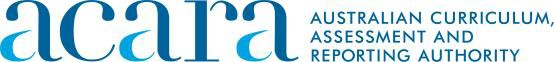 acara
AUSTRALIAN CURRICULUM,
ASSESSMENT AND
REPORTING AUTHORITY